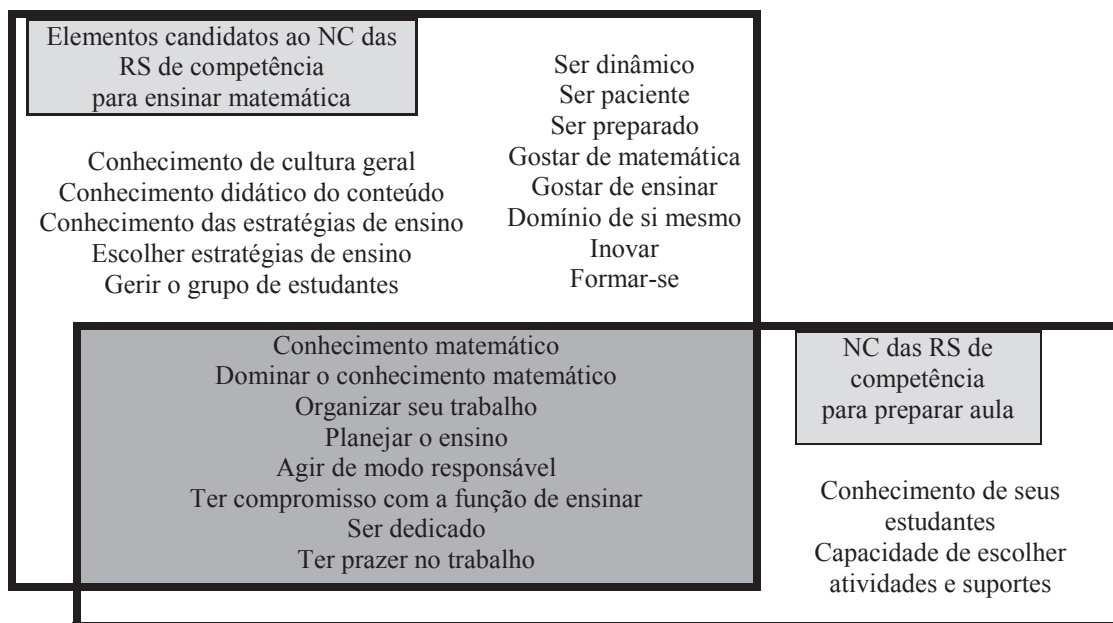 Elementos candidatos ao NC das
RS de competência
para ensinar matemática
Conhecimento de cultura geral
Conhecimento didático do conteúdo
Conhecimento das estratégias de ensino
Escolher estratégias de ensino
Gerir o grupo de estudantes
Ser dinâmico
Ser paciente
Ser preparado
Gostar de matemática
Gostar de ensinar
Domínio de si mesmo
Inovar
Formar-se
Conhecimento matemático
Dominar o conhecimento matemático
Organizar seu trabalho
Planejar o ensino
Agir de modo responsável
Ter compromisso com a função de ensinar
Ser dedicado
Ter prazer no trabalho
NC das RS de
competência
para preparar aula
Conhecimento de seus
estudantes
Capacidade de escolher
atividades e suportes